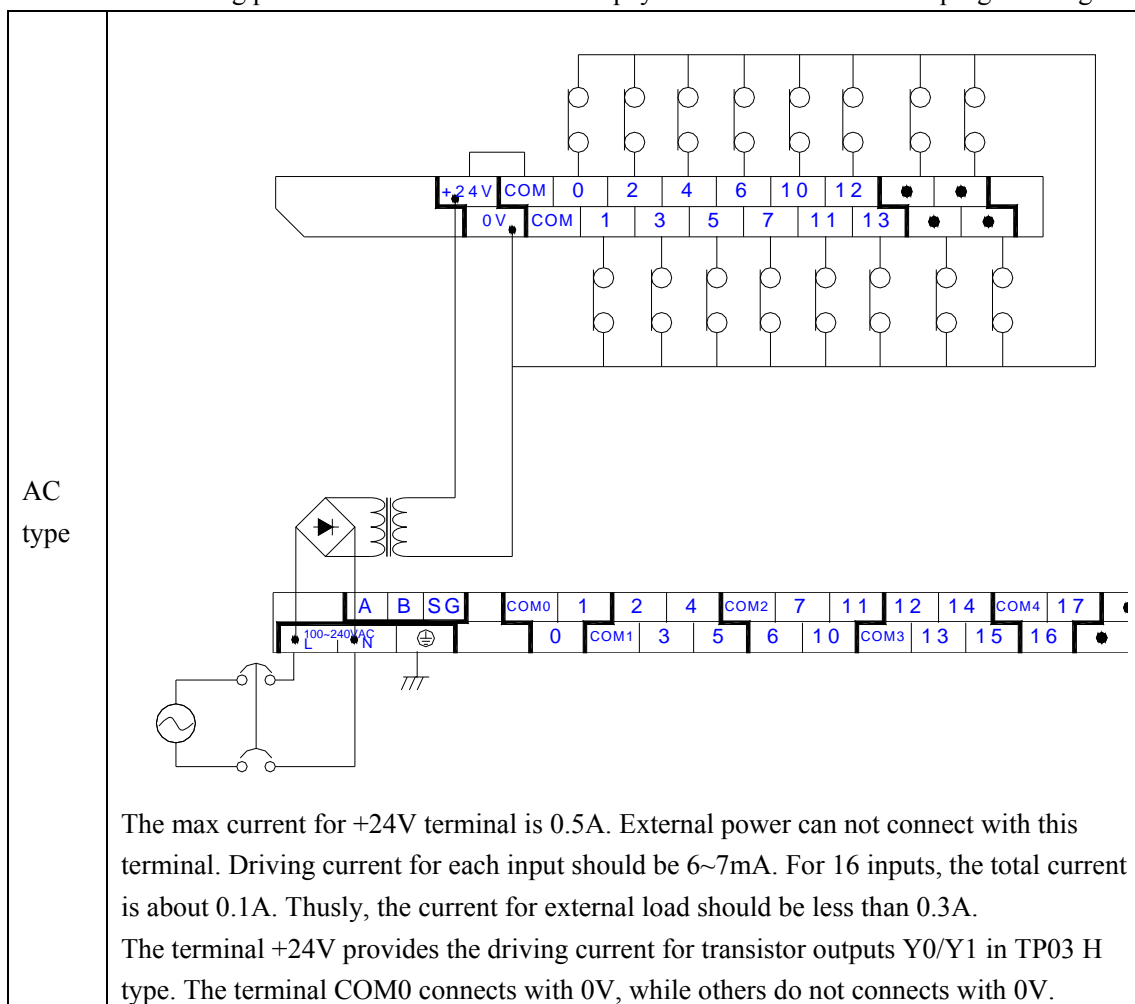 +24V COM 0 2 4 6 10 12
0V COM 1 3 5 7 11 13
AC
type
A B SG COM0 1 2 4 COM2 7 11 12 14 COM4 17
100~240VAC
L N 0 COM1 3 5 6 10 COM3 13 15 16
The max current for +24V terminal is 0.5A. External power can not connect with this
terminal. Driving current for each input should be 6~7mA. For 16 inputs, the total current
is about 0.1A. Thusly, the current for external load should be less than 0.3A.
The terminal +24V provides the driving current for transistor outputs Y0/Y1 in TP03 H
type. The terminal COM0 connects with 0V, while others do not connects with 0V.